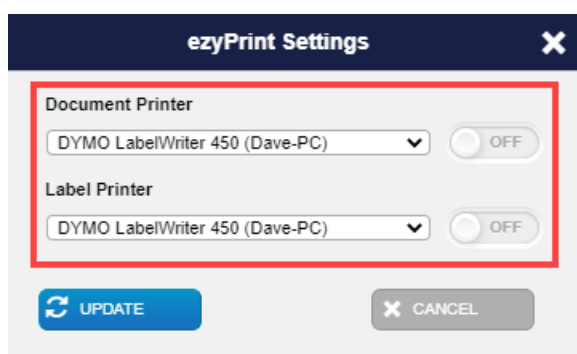 ezyPrint Settings
Document Printer
DYMO LabelWriter 450 (Dave-PC) OFF
Label Printer
DYMO LabelWriter 450 (Dave-PC) OFF
UPDATE CANCEL